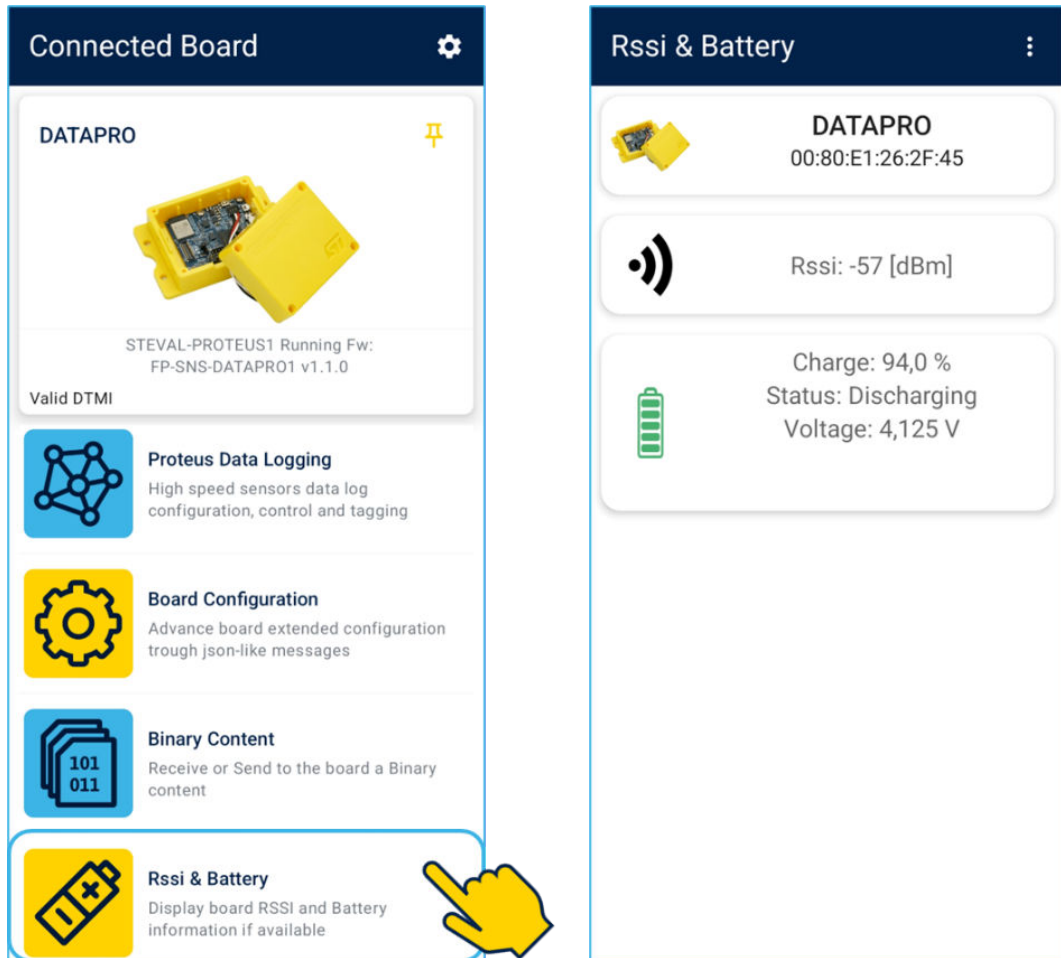 Connected Board
DATAPRO
STEVAL-PROTEUS1 Running Fw:
FP-SNS-DATAPRO1 v1.1.0
Valid DTMI
Proteus Data Logging
High speed sensors data log
configuration, control and tagging
Board Configuration
Advance board extended configuration
trough json-like messages
101
011
Binary Content
Receive or Send to the board a Binary
content
Rssi & Battery
Display board RSSI and Battery
information if available
Rssi & Battery
DATAPRO
00:80:E1:26:2F:45
Rssi: -57 [dBm]
Charge: 94,0 %
Status: Discharging
Voltage: 4,125 V